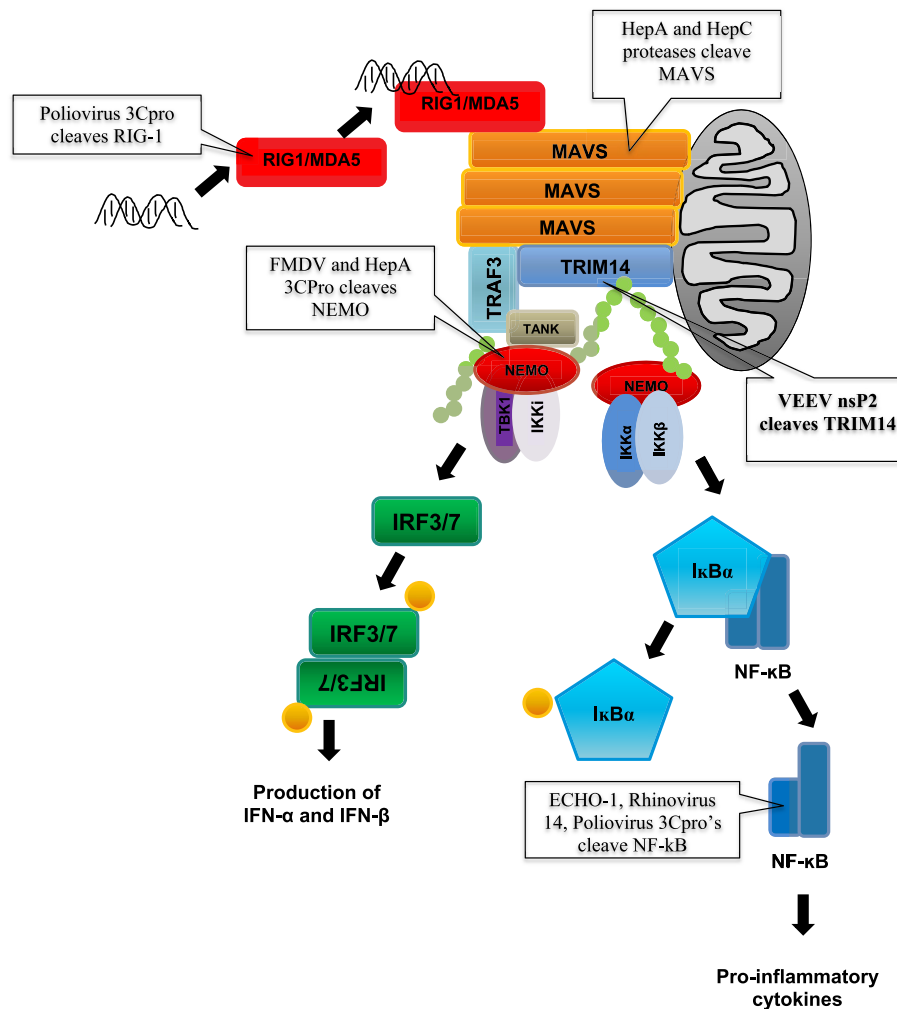 HepA and HepC
proteases cleave
MAVS
Poliovirus 3Cpro
cleaves RIG-1
RIG1/MDA5
RIG1/MDA5
MAVS
MAVS
MAVS
FMDV and HepA
3CPro cleaves
NEMO
TRAF3
TRIM14
TANK
NEMO
NEMO
TBK1
IKKi
IKKα
IKKβ
VEEV nsP2
cleaves TRIM14
IRF3/7
IκBα
IRF3/7
IRF3/7
NF-κB
IκBα
Production of
IFN-α and IFN-β
ECHO-1, Rhinovirus
14, Poliovirus 3Cpro's
cleave NF-kB
NF-κB
Pro-inflammatory
cytokines